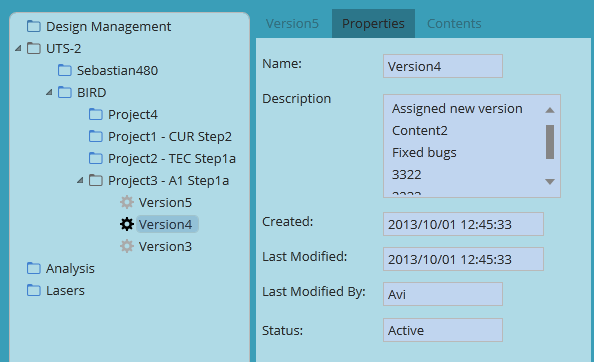 Design Management
UTS-2
Sebastian480
BIRD
Project4
Project1 - CUR Step2
Project2 - TEC Step1a
Project3 - A1 Step1a
Version5
Version4
Version3
Analysis
Lasers
Version5 Properties Contents
Name: Version4
Description
Assigned new version
Content2
Fixed bugs
3322
Created: 2013/10/01 12:45:33
Last Modified: 2013/10/01 12:45:33
Last Modified By: Avi
Status: Active